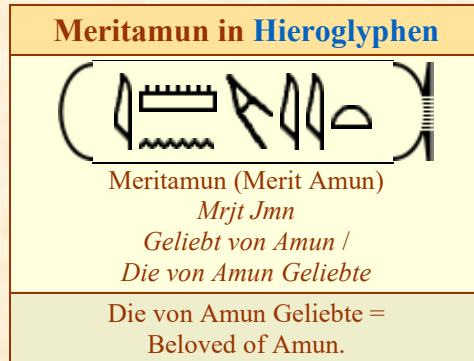 Meritamun in Hieroglyphen
𓇋𓏠𓈖𓌸𓇋𓇋𓏏
Meritamun (Merit Amun)
Mrjt Jmn
Geliebt von Amun /
Die von Amun Geliebte
Die von Amun Geliebte =
Beloved of Amun.